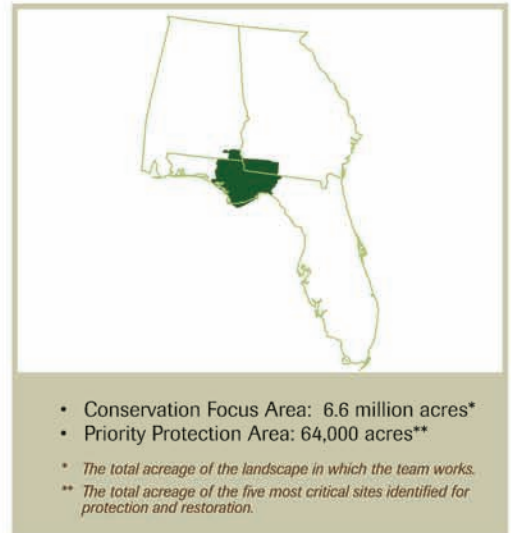 • Conservation Focus Area: 6.6 million acres*
• Priority Protection Area: 64,000 acres**
* The total acreage of the landscape in which the team works.
** The total acreage of the five most critical sites identified for
protection and restoration.